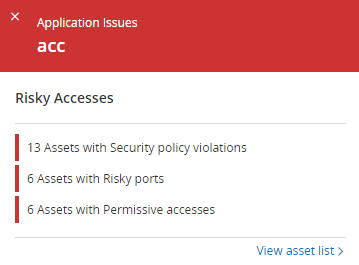 Application Issues
acc
Risky Accesses
13 Assets with Security policy violations
6 Assets with Risky ports
6 Assets with Permissive accesses
View asset list